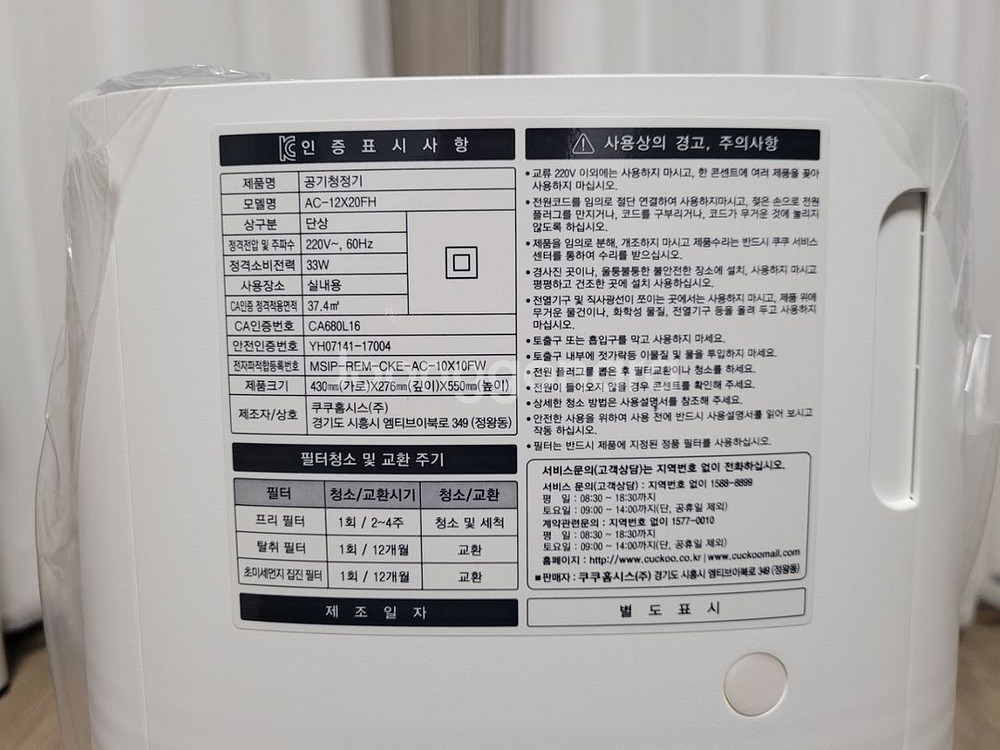 인증표시사항
제품명 공기청정기
모델명 AC-12X20FH
상구분 단상
정격전압 및 주파수 220V~, 60Hz
정격소비전력 33W
사용장소 실내용
CA인증 정격적용면적 37.4㎡
CA인증번호 CA680L16
안전인증번호 YH07141-17004
전자파적합등록번호 MSIP-REM-CKE-AC-10X10FW
제품크기 430mm(가로)X276mm(깊이)X550mm(높이)
제조자/상호 쿠쿠홈시스(주)
경기도 시흥시 엠티브이북로 349 (정왕동)
필터청소 및 교환 주기
필터 청소/교환시기 청소/교환
프리 필터 1회 / 2~4주 청소 및 세척
탈취 필터 1회 / 12개월 교환
초미세먼지 집진 필터 1회 / 12개월 교환
제조일자
사용상의 경고, 주의사항
• 교류 220V 이외에는 사용하지 마시고, 한 콘센트에 여러 제품을 꽂아
사용하지 마십시오.
• 전원코드를 임의로 절단 연결하여 사용하지마시고, 젖은 손으로 전원
플러그를 만지거나, 코드를 구부리거나, 코드가 무거운 것에 눌리지
않도록 하십시오.
• 제품을 임의로 분해, 개조하지 마시고 제품수리는 반드시 쿠쿠 서비스
센터를 통하여 수리를 받으십시오.
• 경사진 곳이나, 울퉁불퉁한 불안전한 장소에 설치, 사용하지 마시고
평평하고 건조한 곳에 설치 사용하십시오.
• 전열기구 및 직사광선이 쪼이는 곳에서는 사용하지 마시고, 제품 위에
무거운 물건이나, 화학성 물질, 전열기구 등을 올려 두고 사용하지
마십시오.
• 토출구 또는 흡입구를 막고 사용하지 마세요.
• 토출구 내부에 젓가락등 이물질 및 물을 투입하지 마세요.
• 전원 플러그를 뽑은 후 필터교환이나 청소를 하세요.
• 전원이 들어오지 않을 경우 콘센트를 확인해 주세요.
• 상세한 청소 방법은 사용설명서를 참조해 주세요.
• 안전한 사용을 위하여 사용 전에 반드시 사용설명서를 읽어 보시고
작동 하십시오.
• 필터는 반드시 제품에 지정된 정품 필터를 사용하십시오.
서비스문의(고객상담)는 지역번호 없이 전화하십시오.
서비스 문의(고객상담) : 지역번호 없이 1588-8899
평 일 : 08:30 ~ 18:30까지
토요일 : 09:00 ~ 14:00까지(단, 공휴일 제외)
계약관련문의 : 지역번호 없이 1577-0010
평 일 : 08:30 ~ 18:30까지
토요일 : 09:00 ~ 14:00까지(단, 공휴일 제외)
홈페이지 : http://www.cuckoo.co.kr | www.cuckoomall.com
■ 판매자 : 쿠쿠홈시스(주) 경기도 시흥시 엠티브이북로 349 (정왕동)
별도표시